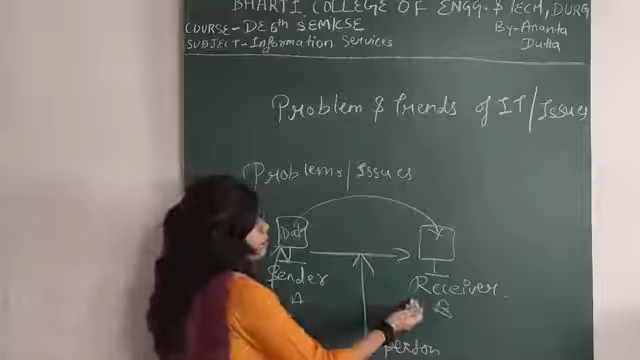 BHARTI COLLEGE OF ENGG. & TECH, DURG
COURSE - DE 6th SEM/CSE
By- Ananta
SUBJECT - Information Services
Dutta
Problem & Trends of IT/Issues
Problems/Issues
Data
Sender
Receiver
A
person